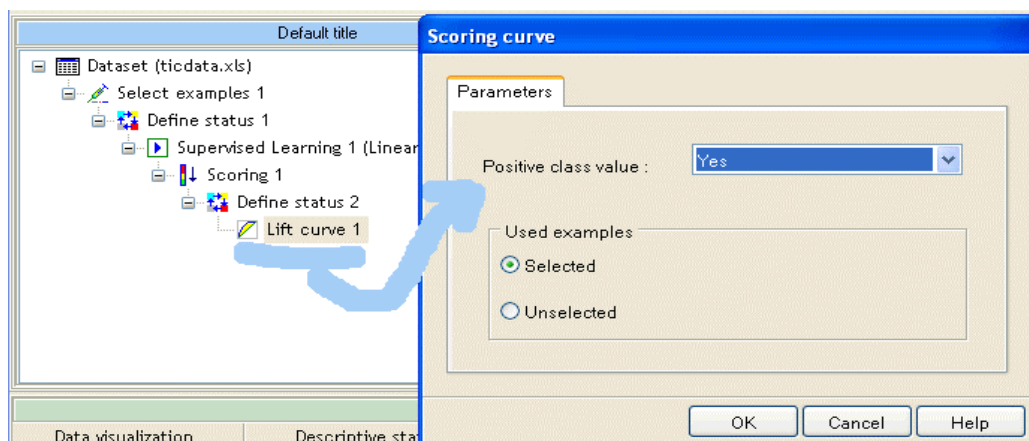 Default title
Dataset (ticdata.xls)
Select examples 1
Define status 1
Supervised Learning 1 (Linear
Scoring 1
Define status 2
Lift curve 1
Data visualization
Descriptive sta
Scoring curve
Parameters
Positive class value :
Yes
Used examples
Selected
Unselected
OK
Cancel
Help